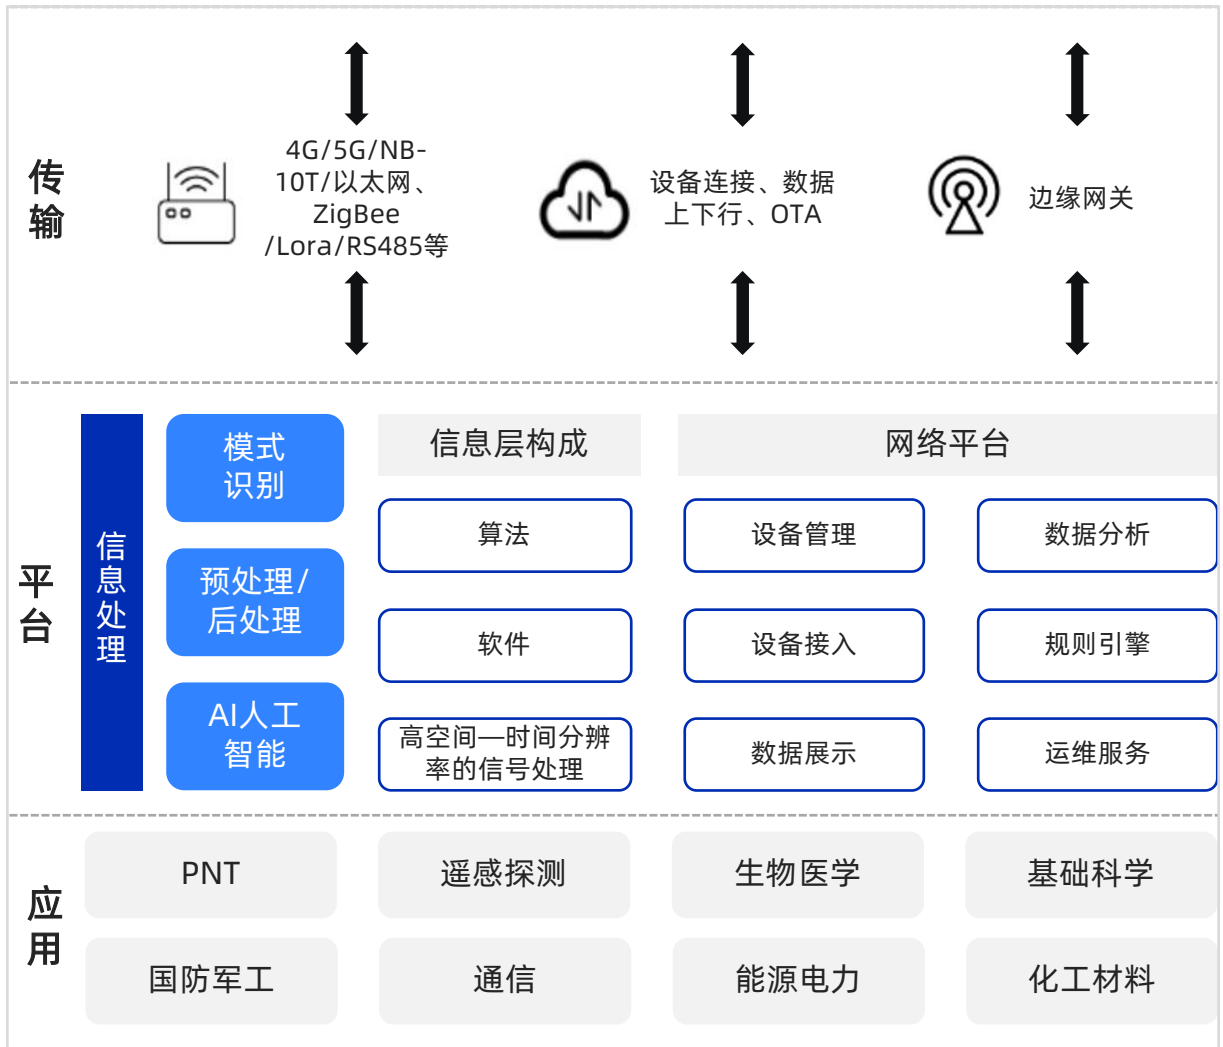 传
输
4G/5G/NB-
10T/以太网、
ZigBee
/Lora/RS485等
设备连接、数据
上下行、OTA
边缘网关
平
台
信
息
处
理
模式
识别
预处理/
后处理
AI人工
智能
信息层构成
算法
软件
高空间—时间分辨
率的信号处理
网络平台
设备管理
数据分析
设备接入
规则引擎
数据展示
运维服务
应
用
PNT
遥感探测
生物医学
基础科学
国防军工
通信
能源电力
化工材料